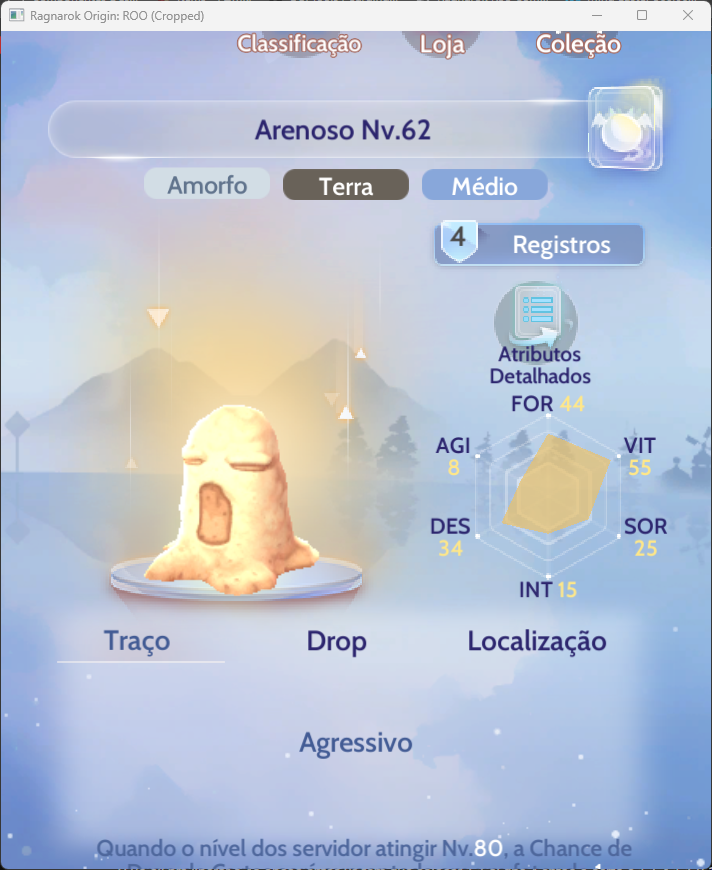 Ragnarok Origin: ROO (Cropped)
Classificação Loja Coleção
Arenoso Nv.62
Amorfo Terra Médio
4 Registros
Atributos
Detalhados
FOR 44
AGI VIT
8 55
DES SOR
34 25
INT 15
Traço Drop Localização
Agressivo
Quando o nível dos servidor atingir Nv.80, a Chance de